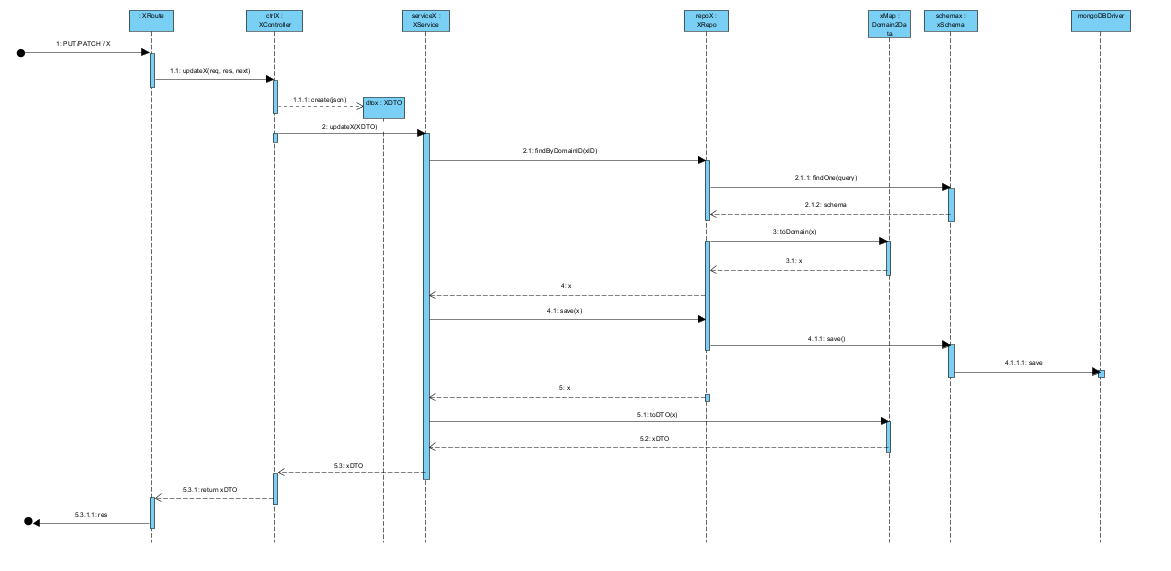 : XRoute
ctrlX :
XController
serviceX :
XService
repoX :
XRepo
xMap :
Domain2Da
ta
schemax :
xSchema
mongoDBDriver
1: PUT/PATCH / X
1.1: updateX(req, res, next)
1.1.1: create(json)
dtox : XDTO
2: updateX(XDTO)
2.1: findByDomainID(xID)
2.1.1: findOne(query)
2.1.2: schema
3: toDomain(x)
3.1: x
4: x
4.1: save(x)
4.1.1: save()
4.1.1.1: save
5: x
5.1: toDTO(x)
5.2: xDTO
5.3: xDTO
5.3.1: return xDTO
5.3.1.1: res